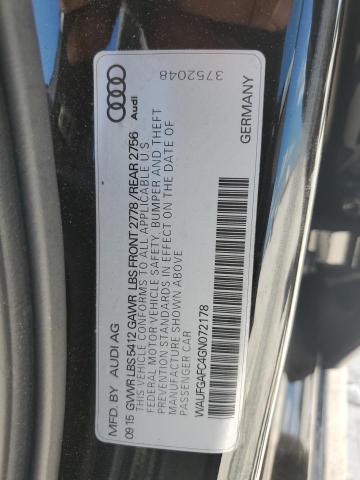 3752048
GERMANY
Audi
MFD. BY AUDI AG
09 15 GVWR LBS 5412 GAWR LBS FRONT 2778/REAR 2756
THIS VEHICLE CONFORMS TO ALL APPLICABLE U.S.
FEDERAL MOTOR VEHICLE SAFETY, BUMPER AND THEFT
PREVENTION STANDARDS IN EFFECT ON THE DATE OF
MANUFACTURE SHOWN ABOVE
PASSENGER CAR
WAUFGAFC4GN072178